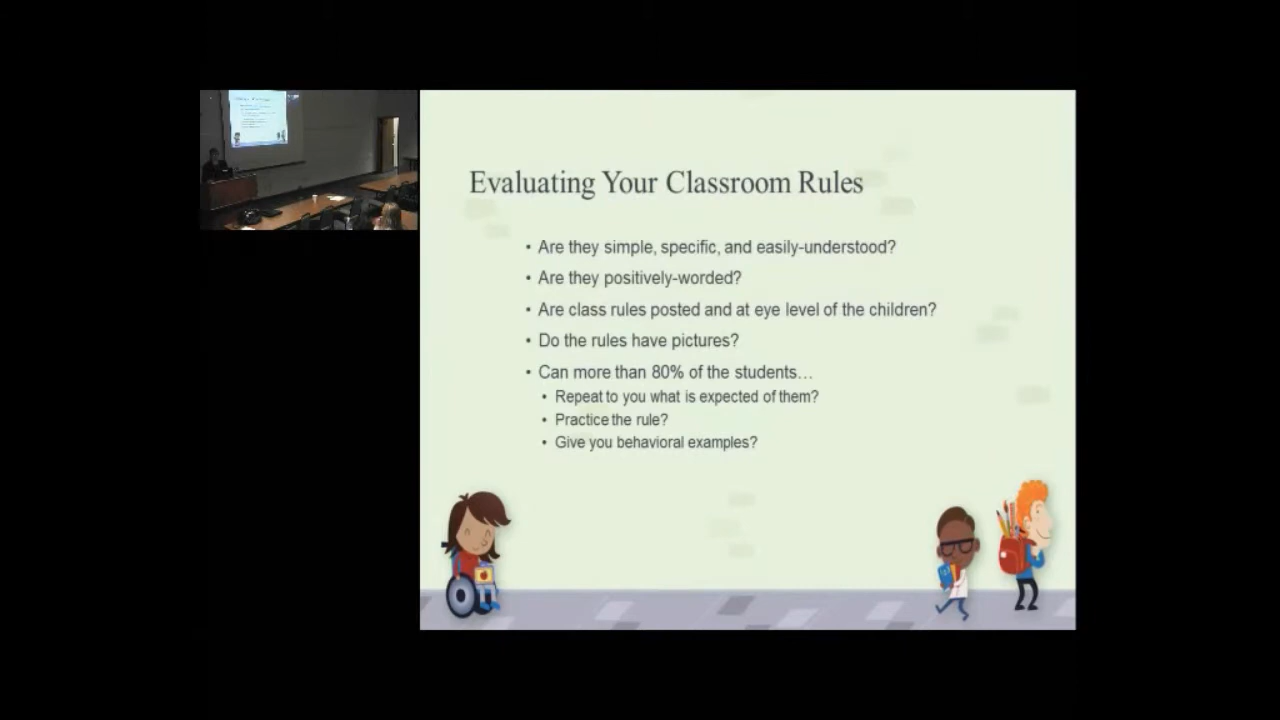 Evaluating Your Classroom Rules
• Are they simple, specific, and easily-understood?
• Are they positively-worded?
• Are class rules posted and at eye level of the children?
• Do the rules have pictures?
• Can more than 80% of the students…
• Repeat to you what is expected of them?
• Practice the rule?
• Give you behavioral examples?